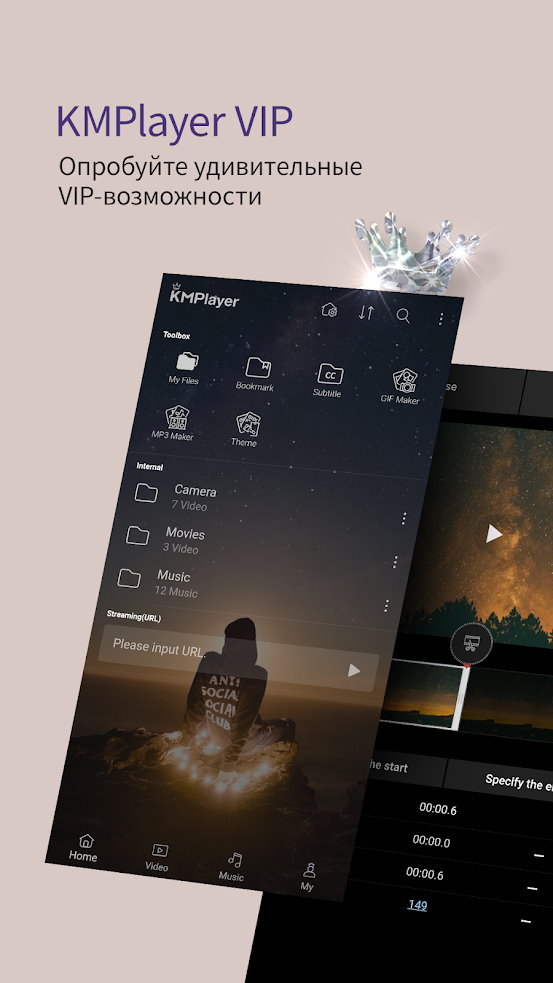 KMPlayer VIP
Опробуйте удивительные
VIP-возможности
KMPlayer
Toolbox
My Files
Bookmark
CC
Subtitle
GIF Maker
MP3 Maker
Theme
Internal
Camera
7 Video
Movies
3 Video
Music
12 Music
Streaming(URL)
Please input URL.
ANTI
SOCIAL
SOCIAL
CLUB
Home
Video
Music
My
he start
Specify the e
00:00.6
00:00.0
00:00.6
149